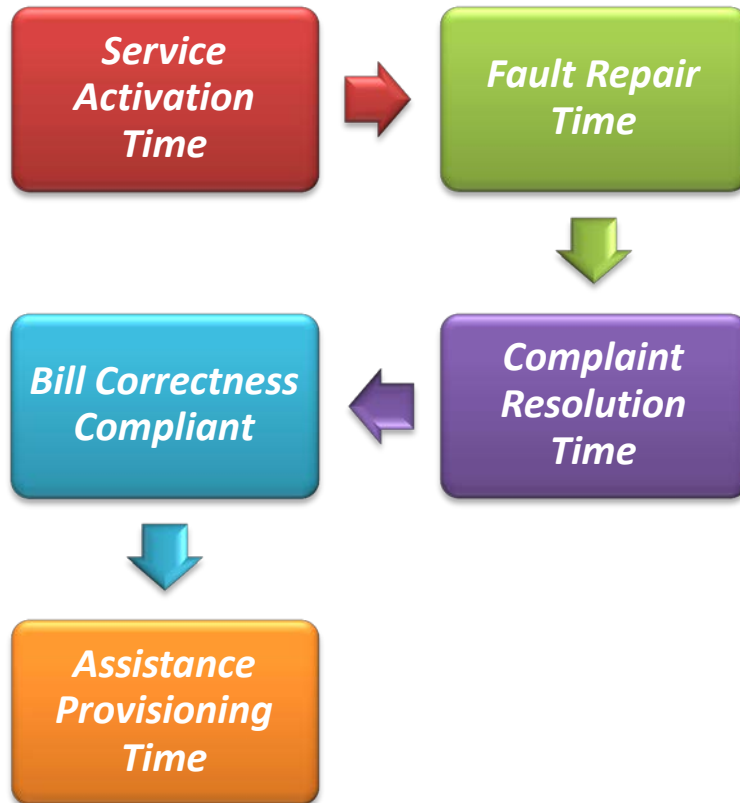 Service
Activation
Time
Fault Repair
Time
Complaint
Resolution
Time
Bill Correctness
Compliant
Assistance
Provisioning
Time